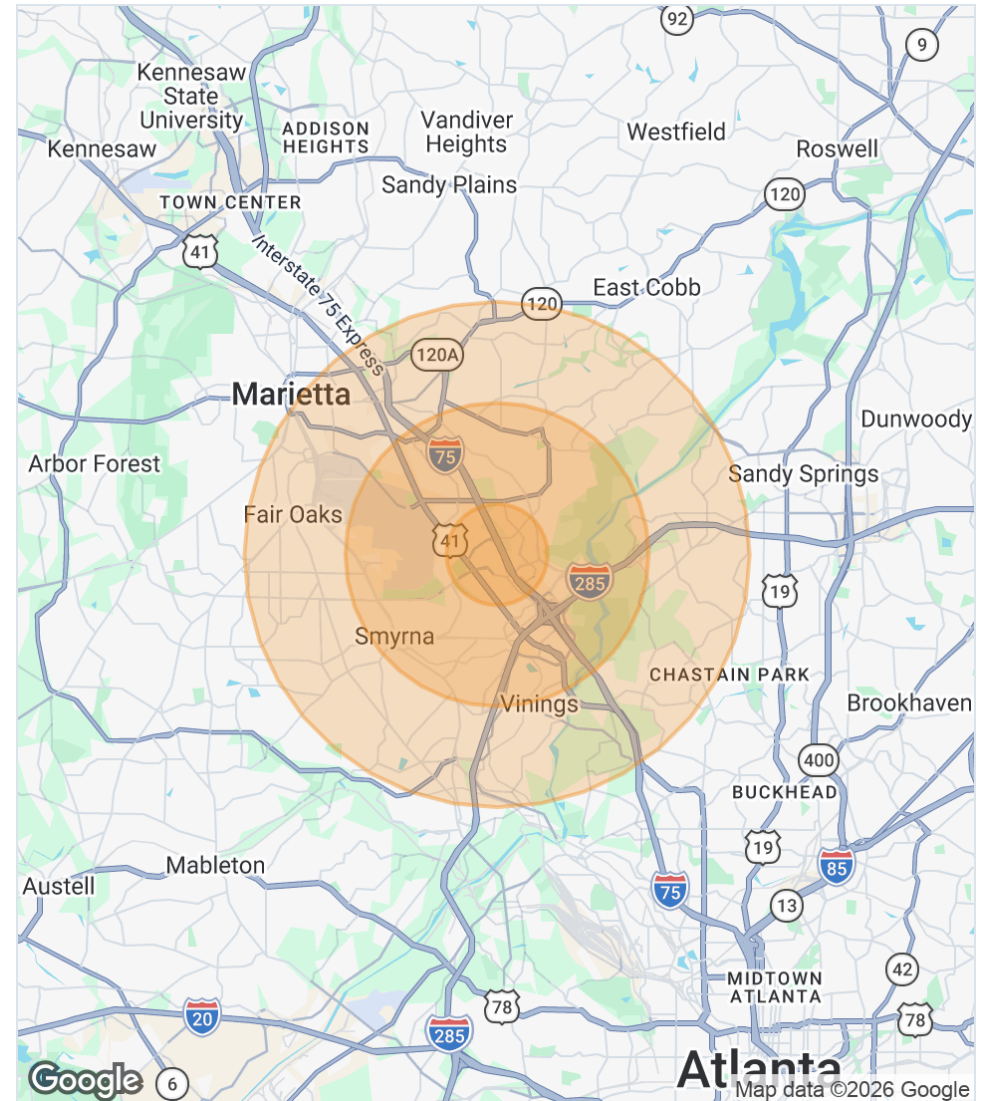 92
9
Kennesaw
State
University
ADDISON
HEIGHTS
Vandiver
Heights
Westfield
Roswell
Kennesaw
Sandy Plains
120
TOWN CENTER
41
Interstate 75 Express
East Cobb
120
120A
Marietta
Dunwoody
75
Arbor Forest
Sandy Springs
Fair Oaks
41
285
19
Smyrna
CHASTAIN PARK
Vinings
Brookhaven
400
BUCKHEAD
19
Mableton
85
Austell
75
13
42
MIDTOWN
ATLANTA
20
78
78
285
Atlanta
Google
6
Map data ©2026 Google